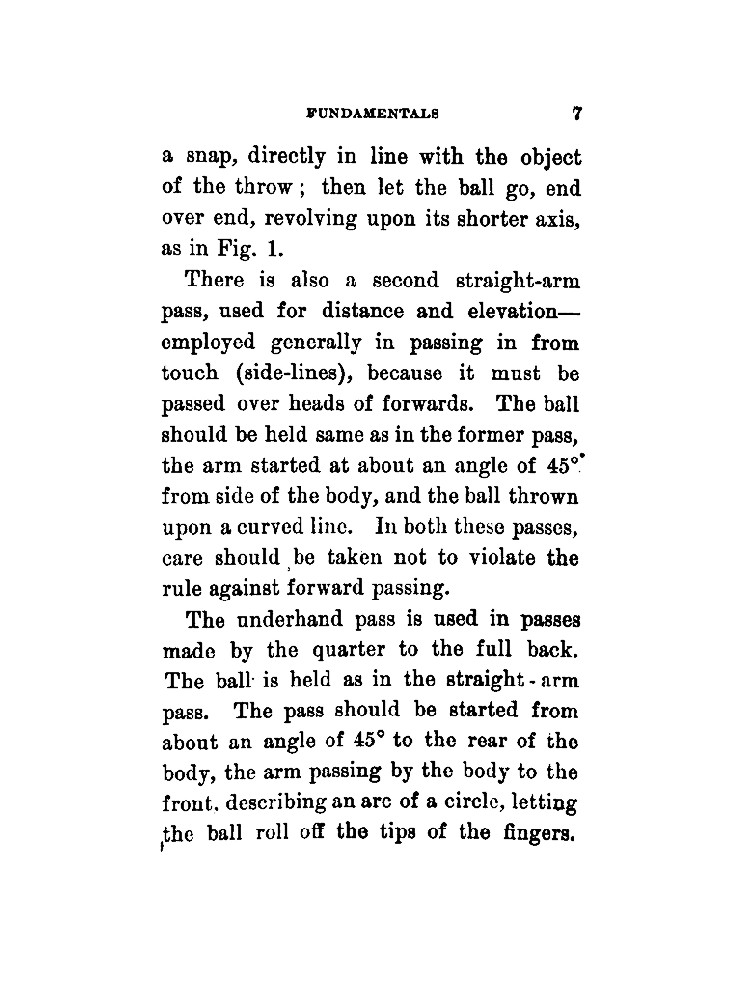 FUNDAMENTALS 7
a snap, directly in line with the object
of the throw; then let the ball go, end
over end, revolving upon its shorter axis,
as in Fig. 1.
There is also a second straight-arm
pass, used for distance and elevation—
employed generally in passing in from
touch (side-lines), because it must be
passed over heads of forwards. The ball
should be held same as in the former pass,
the arm started at about an angle of 45°
from side of the body, and the ball thrown
upon a curved line. In both these passes,
care should be taken not to violate the
rule against forward passing.
The underhand pass is used in passes
made by the quarter to the full back.
The ball is held as in the straight-arm
pass. The pass should be started from
about an angle of 45° to the rear of the
body, the arm passing by the body to the
front, describing an arc of a circle, letting
the ball roll off the tips of the fingers.